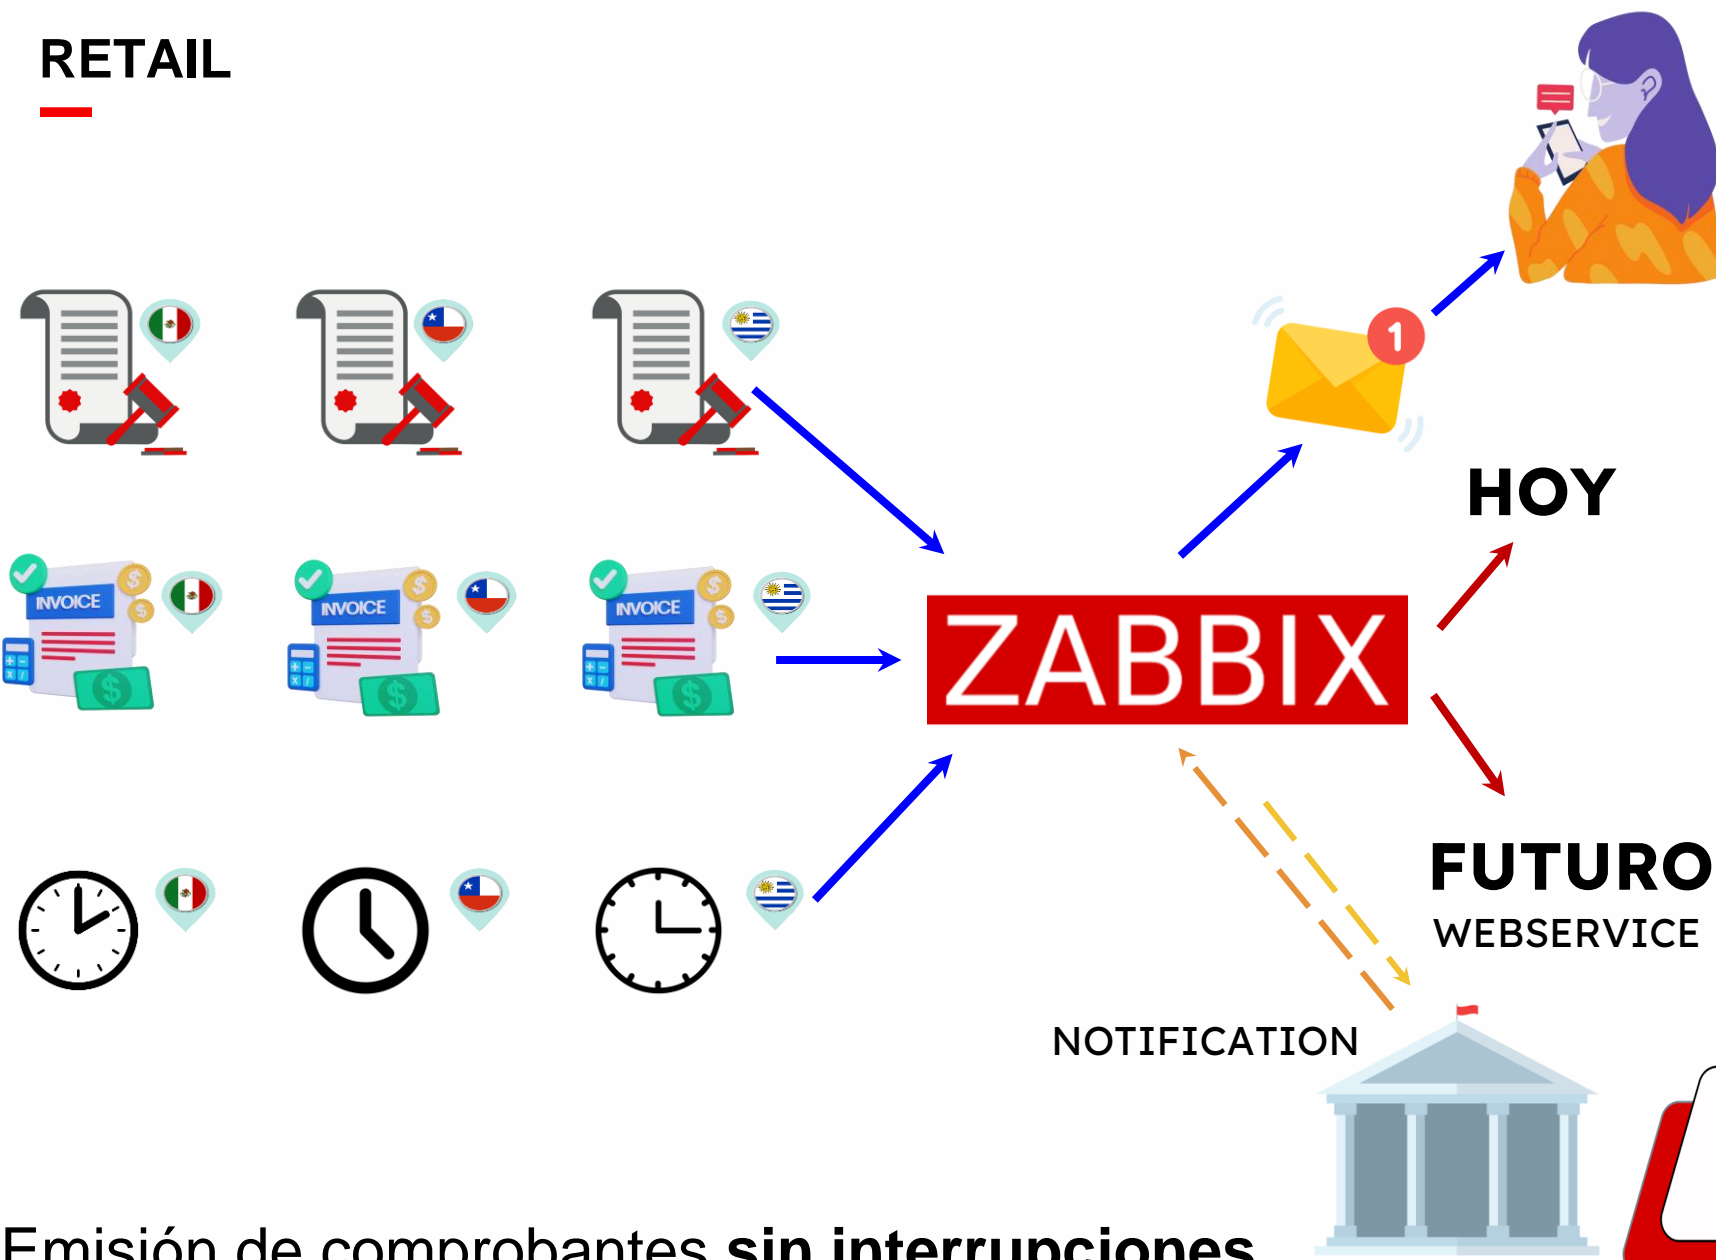 RETAIL
1
HOY
INVOICE
INVOICE
INVOICE
ZABBIX
FUTURO
WEBSERVICE
NOTIFICATION
Emisión de comprobantes sin interrupciones